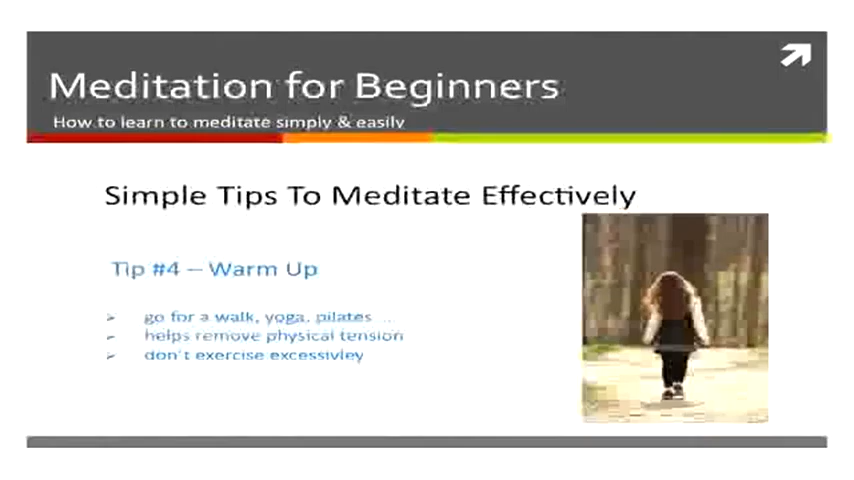 Meditation for Beginners
How to learn to meditate simply & easily
Simple Tips To Meditate Effectively
Tip #4 – Warm Up
go for a walk, yoga, pilates ...
helps remove physical tension
don't exercise excessivley